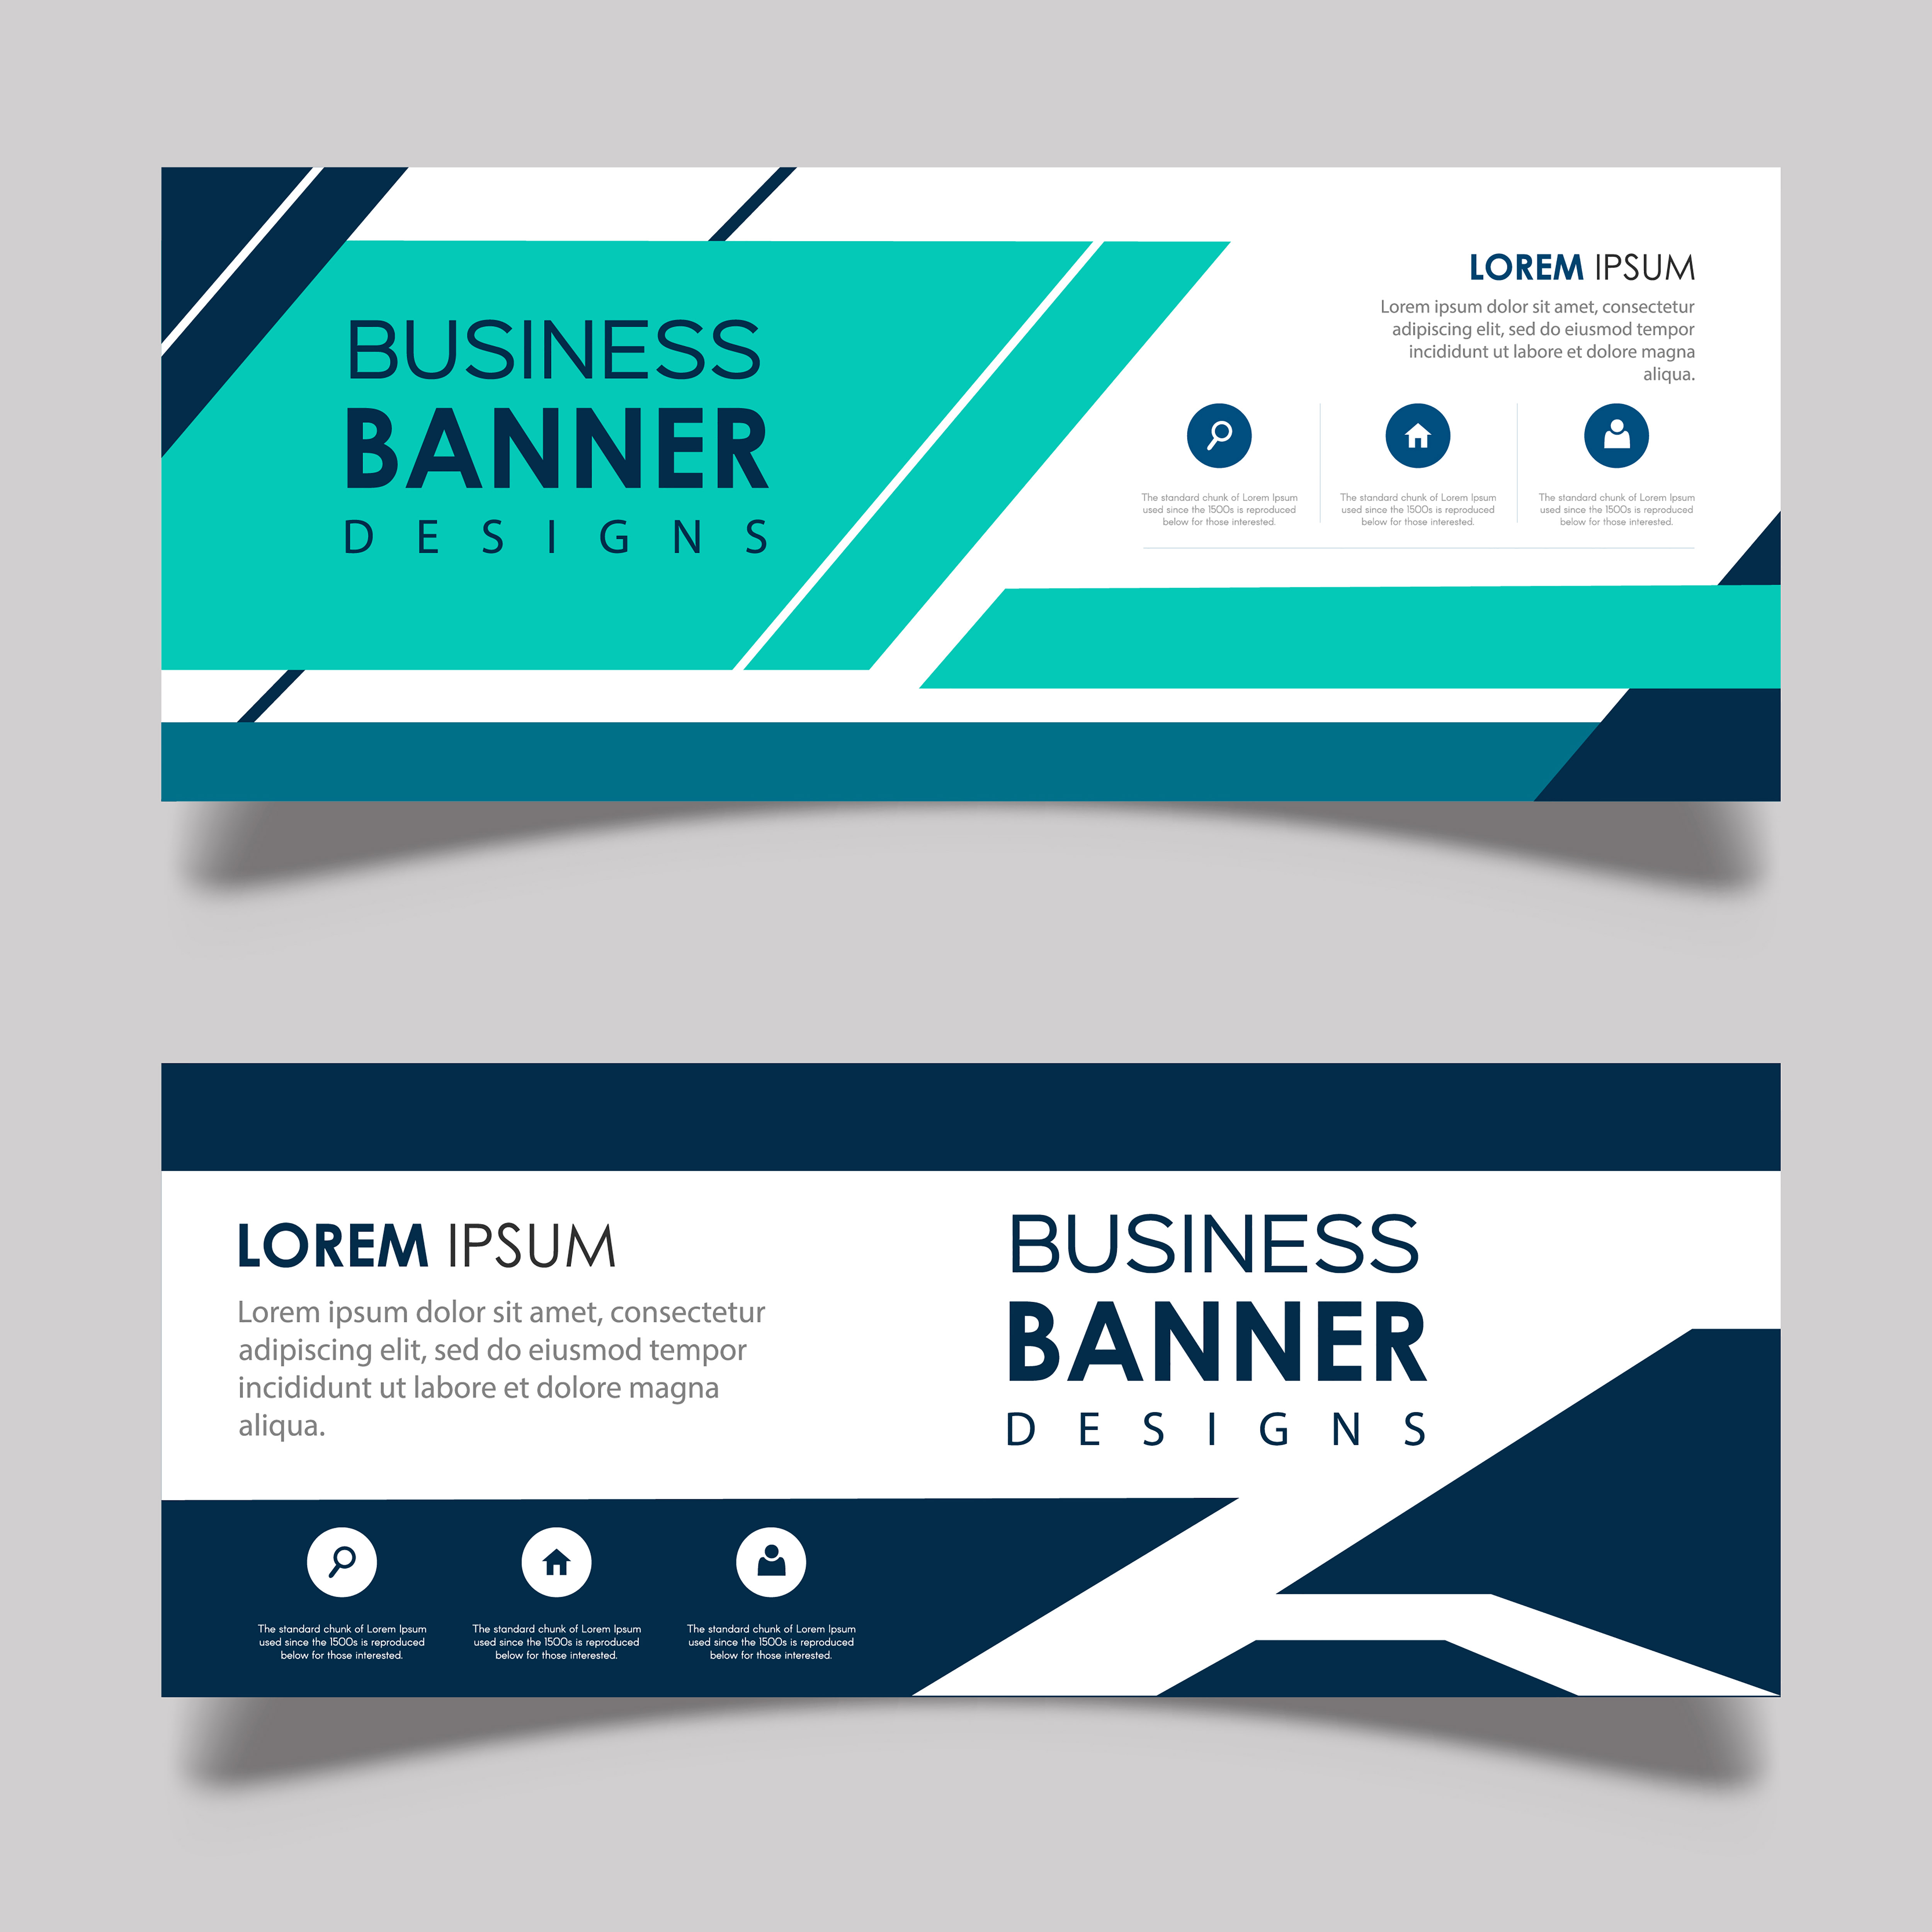 BUSINESS
BANNER
DESIGNS
LOREM IPSUM
Lorem ipsum dolor sit amet, consectetur
adipiscing elit, sed do eiusmod tempor
incididunt ut labore et dolore magna
aliqua.
The standard chunk of Lorem Ipsum
used since the 1500s is reproduced
below for those interested.
The standard chunk of Lorem Ipsum
used since the 1500s is reproduced
below for those interested.
The standard chunk of Lorem Ipsum
used since the 1500s is reproduced
below for those interested.
LOREM IPSUM
Lorem ipsum dolor sit amet, consectetur
adipiscing elit, sed do eiusmod tempor
incididunt ut labore et dolore magna
aliqua.
BUSINESS
BANNER
DESIGNS
The standard chunk of Lorem Ipsum
used since the 1500s is reproduced
below for those interested.
The standard chunk of Lorem Ipsum
used since the 1500s is reproduced
below for those interested.
The standard chunk of Lorem Ipsum
used since the 1500s is reproduced
below for those interested.